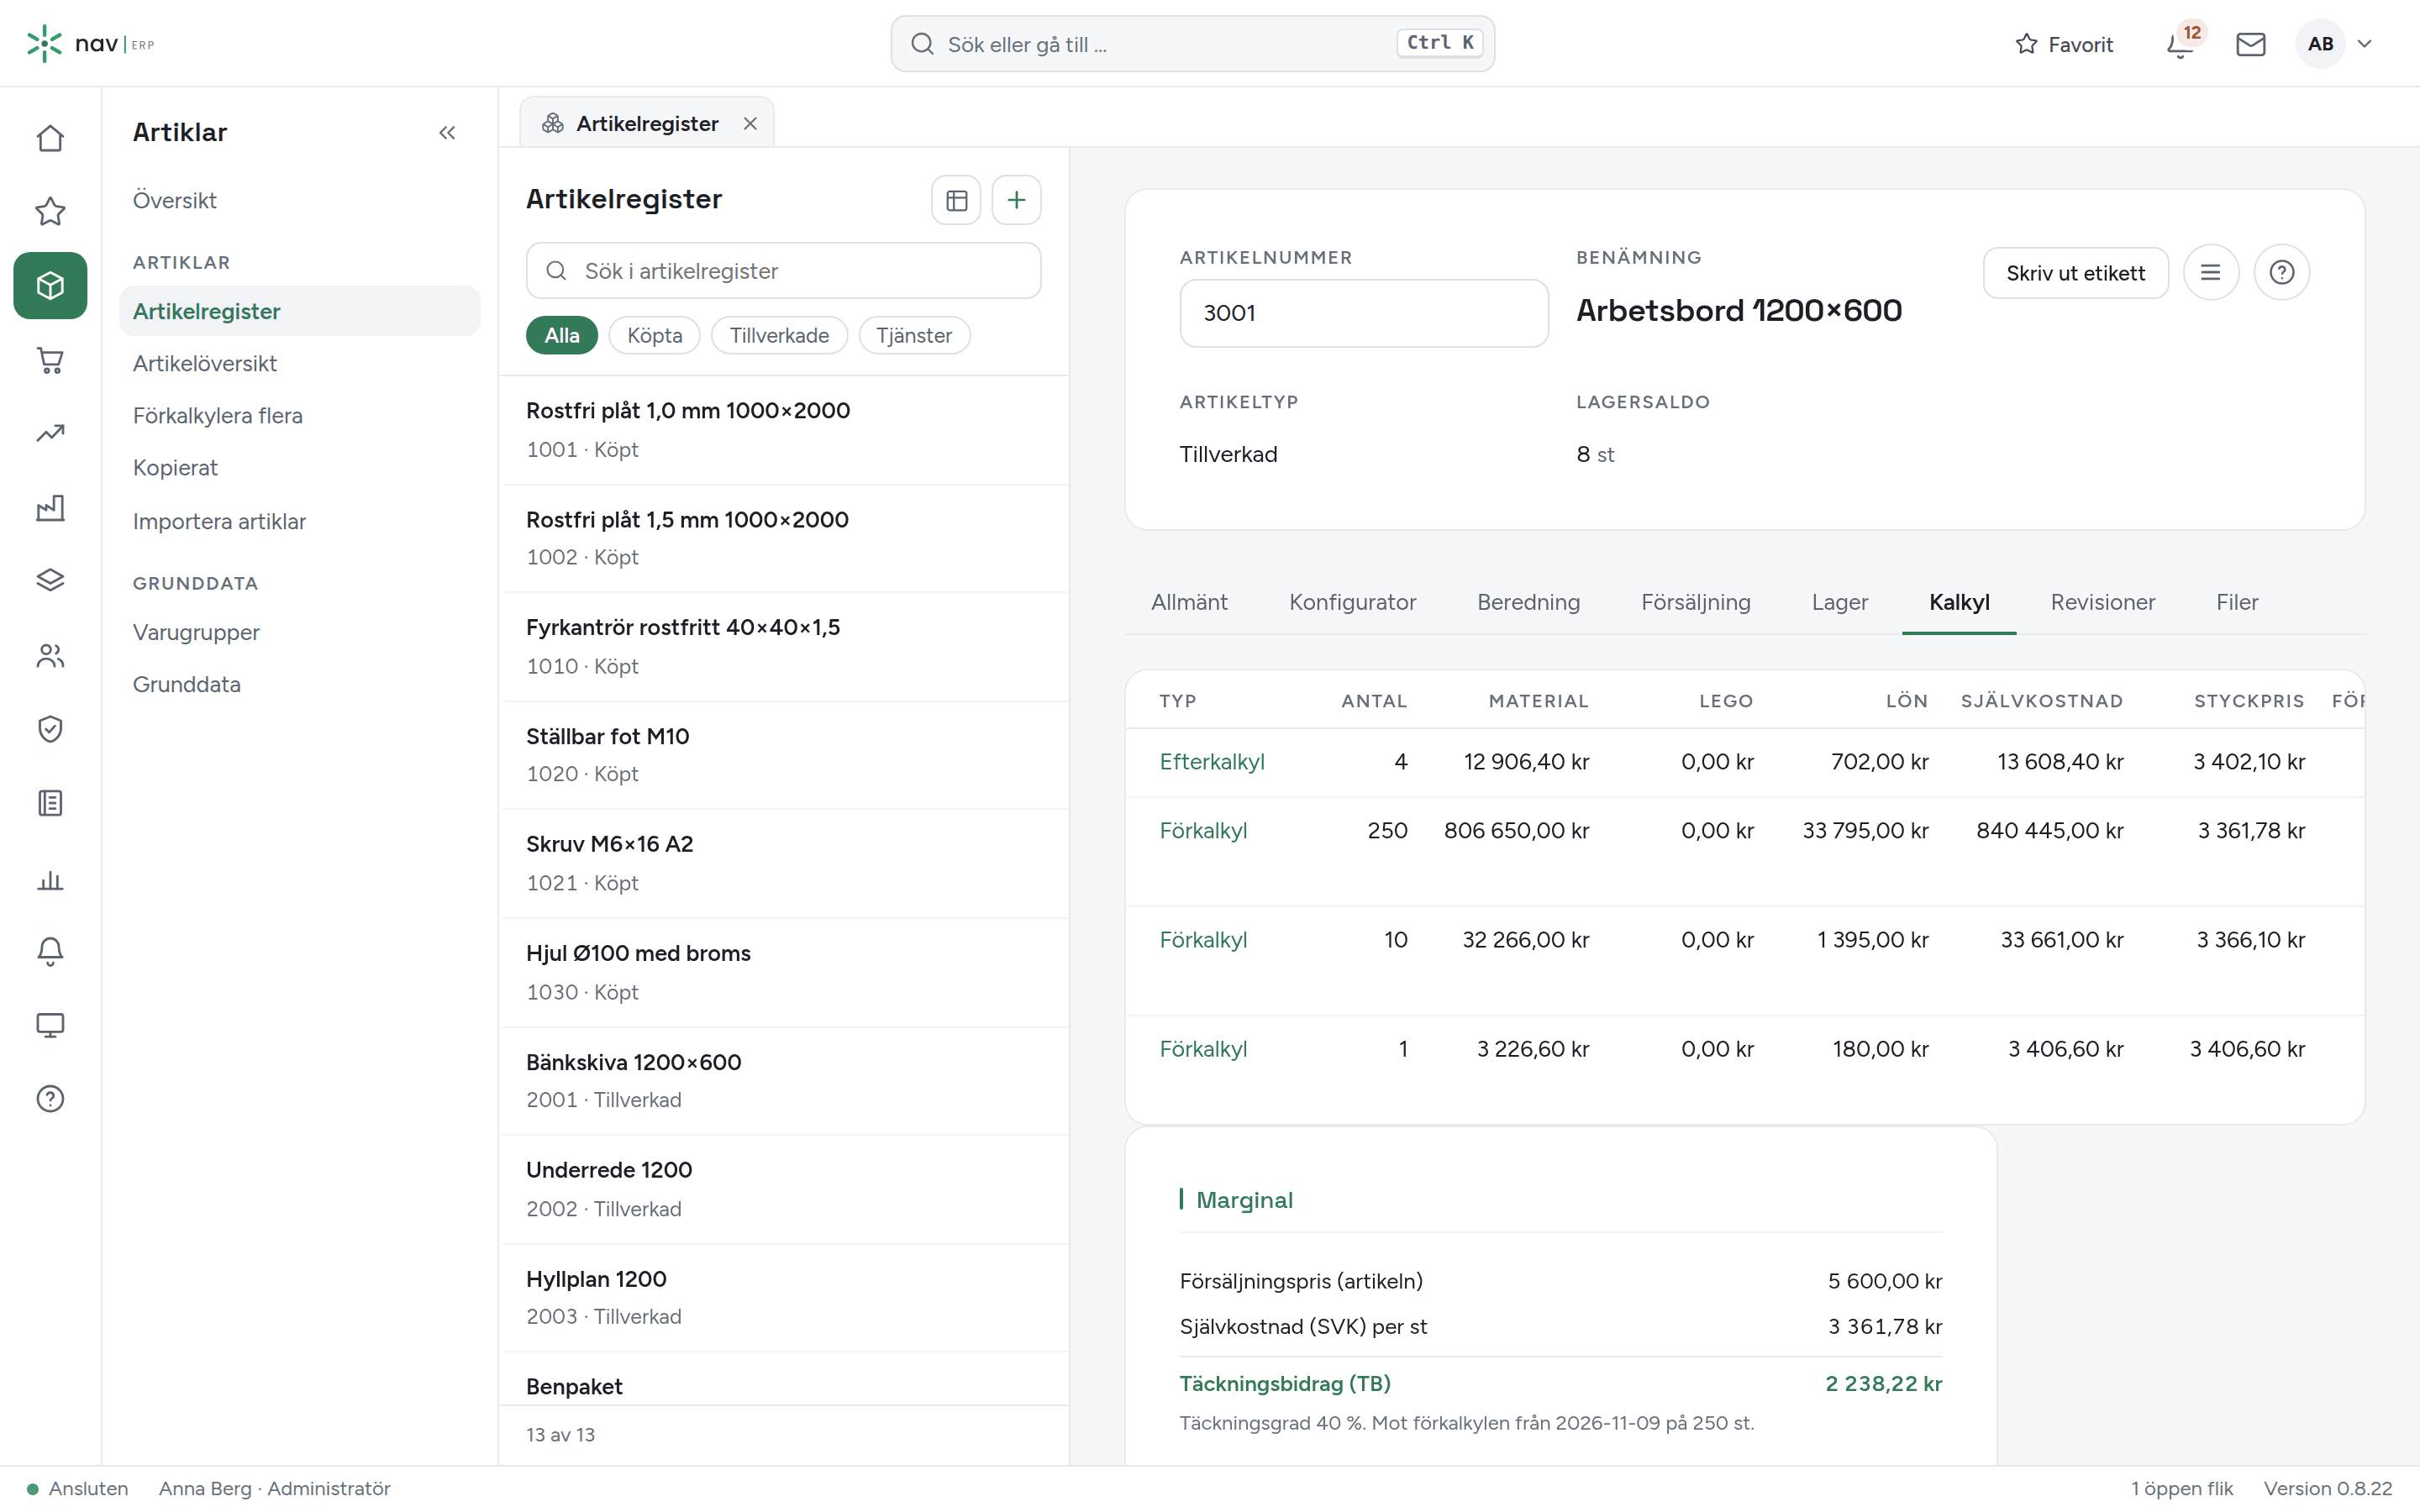 nav | ERP
Sök eller gå till ...
Ctrl K
Favorit
12
AB
Artiklar
Översikt
ARTIKLAR
Artikelregister
Artikelöversikt
Förkalkylera flera
Kopierat
Importera artiklar
GRUNDDATA
Varugrupper
Grunddata
Artikelregister
Artikelregister
Sök i artikelregister
Alla Köpta Tillverkade Tjänster
Rostfri plåt 1,0 mm 1000×2000
1001 · Köpt
Rostfri plåt 1,5 mm 1000×2000
1002 · Köpt
Fyrkantrör rostfritt 40×40×1,5
1010 · Köpt
Ställbar fot M10
1020 · Köpt
Skruv M6×16 A2
1021 · Köpt
Hjul Ø100 med broms
1030 · Köpt
Bänkskiva 1200×600
2001 · Tillverkad
Underrede 1200
2002 · Tillverkad
Hyllplan 1200
2003 · Tillverkad
Benpaket
13 av 13
ARTIKELNUMMER
3001
BENÄMNING
Arbetsbord 1200×600
Skriv ut etikett
ARTIKELTYP
Tillverkad
LAGERSALDO
8 st
Allmänt Konfigurator Beredning Försäljning Lager Kalkyl Revisioner Filer
TYP ANTAL MATERIAL LEGO LÖN SJÄLVKOSTNAD STYCKPRIS
Efterkalkyl 4 12 906,40 kr 0,00 kr 702,00 kr 13 608,40 kr 3 402,10 kr
Förkalkyl 250 806 650,00 kr 0,00 kr 33 795,00 kr 840 445,00 kr 3 361,78 kr
Förkalkyl 10 32 266,00 kr 0,00 kr 1 395,00 kr 33 661,00 kr 3 366,10 kr
Förkalkyl 1 3 226,60 kr 0,00 kr 180,00 kr 3 406,60 kr 3 406,60 kr
Marginal
Försäljningspris (artikeln) 5 600,00 kr
Självkostnad (SVK) per st 3 361,78 kr
Täckningsbidrag (TB) 2 238,22 kr
Täckningsgrad 40 %. Mot förkalkylen från 2026-11-09 på 250 st.
Ansluten Anna Berg · Administratör
1 öppen flik Version 0.8.22